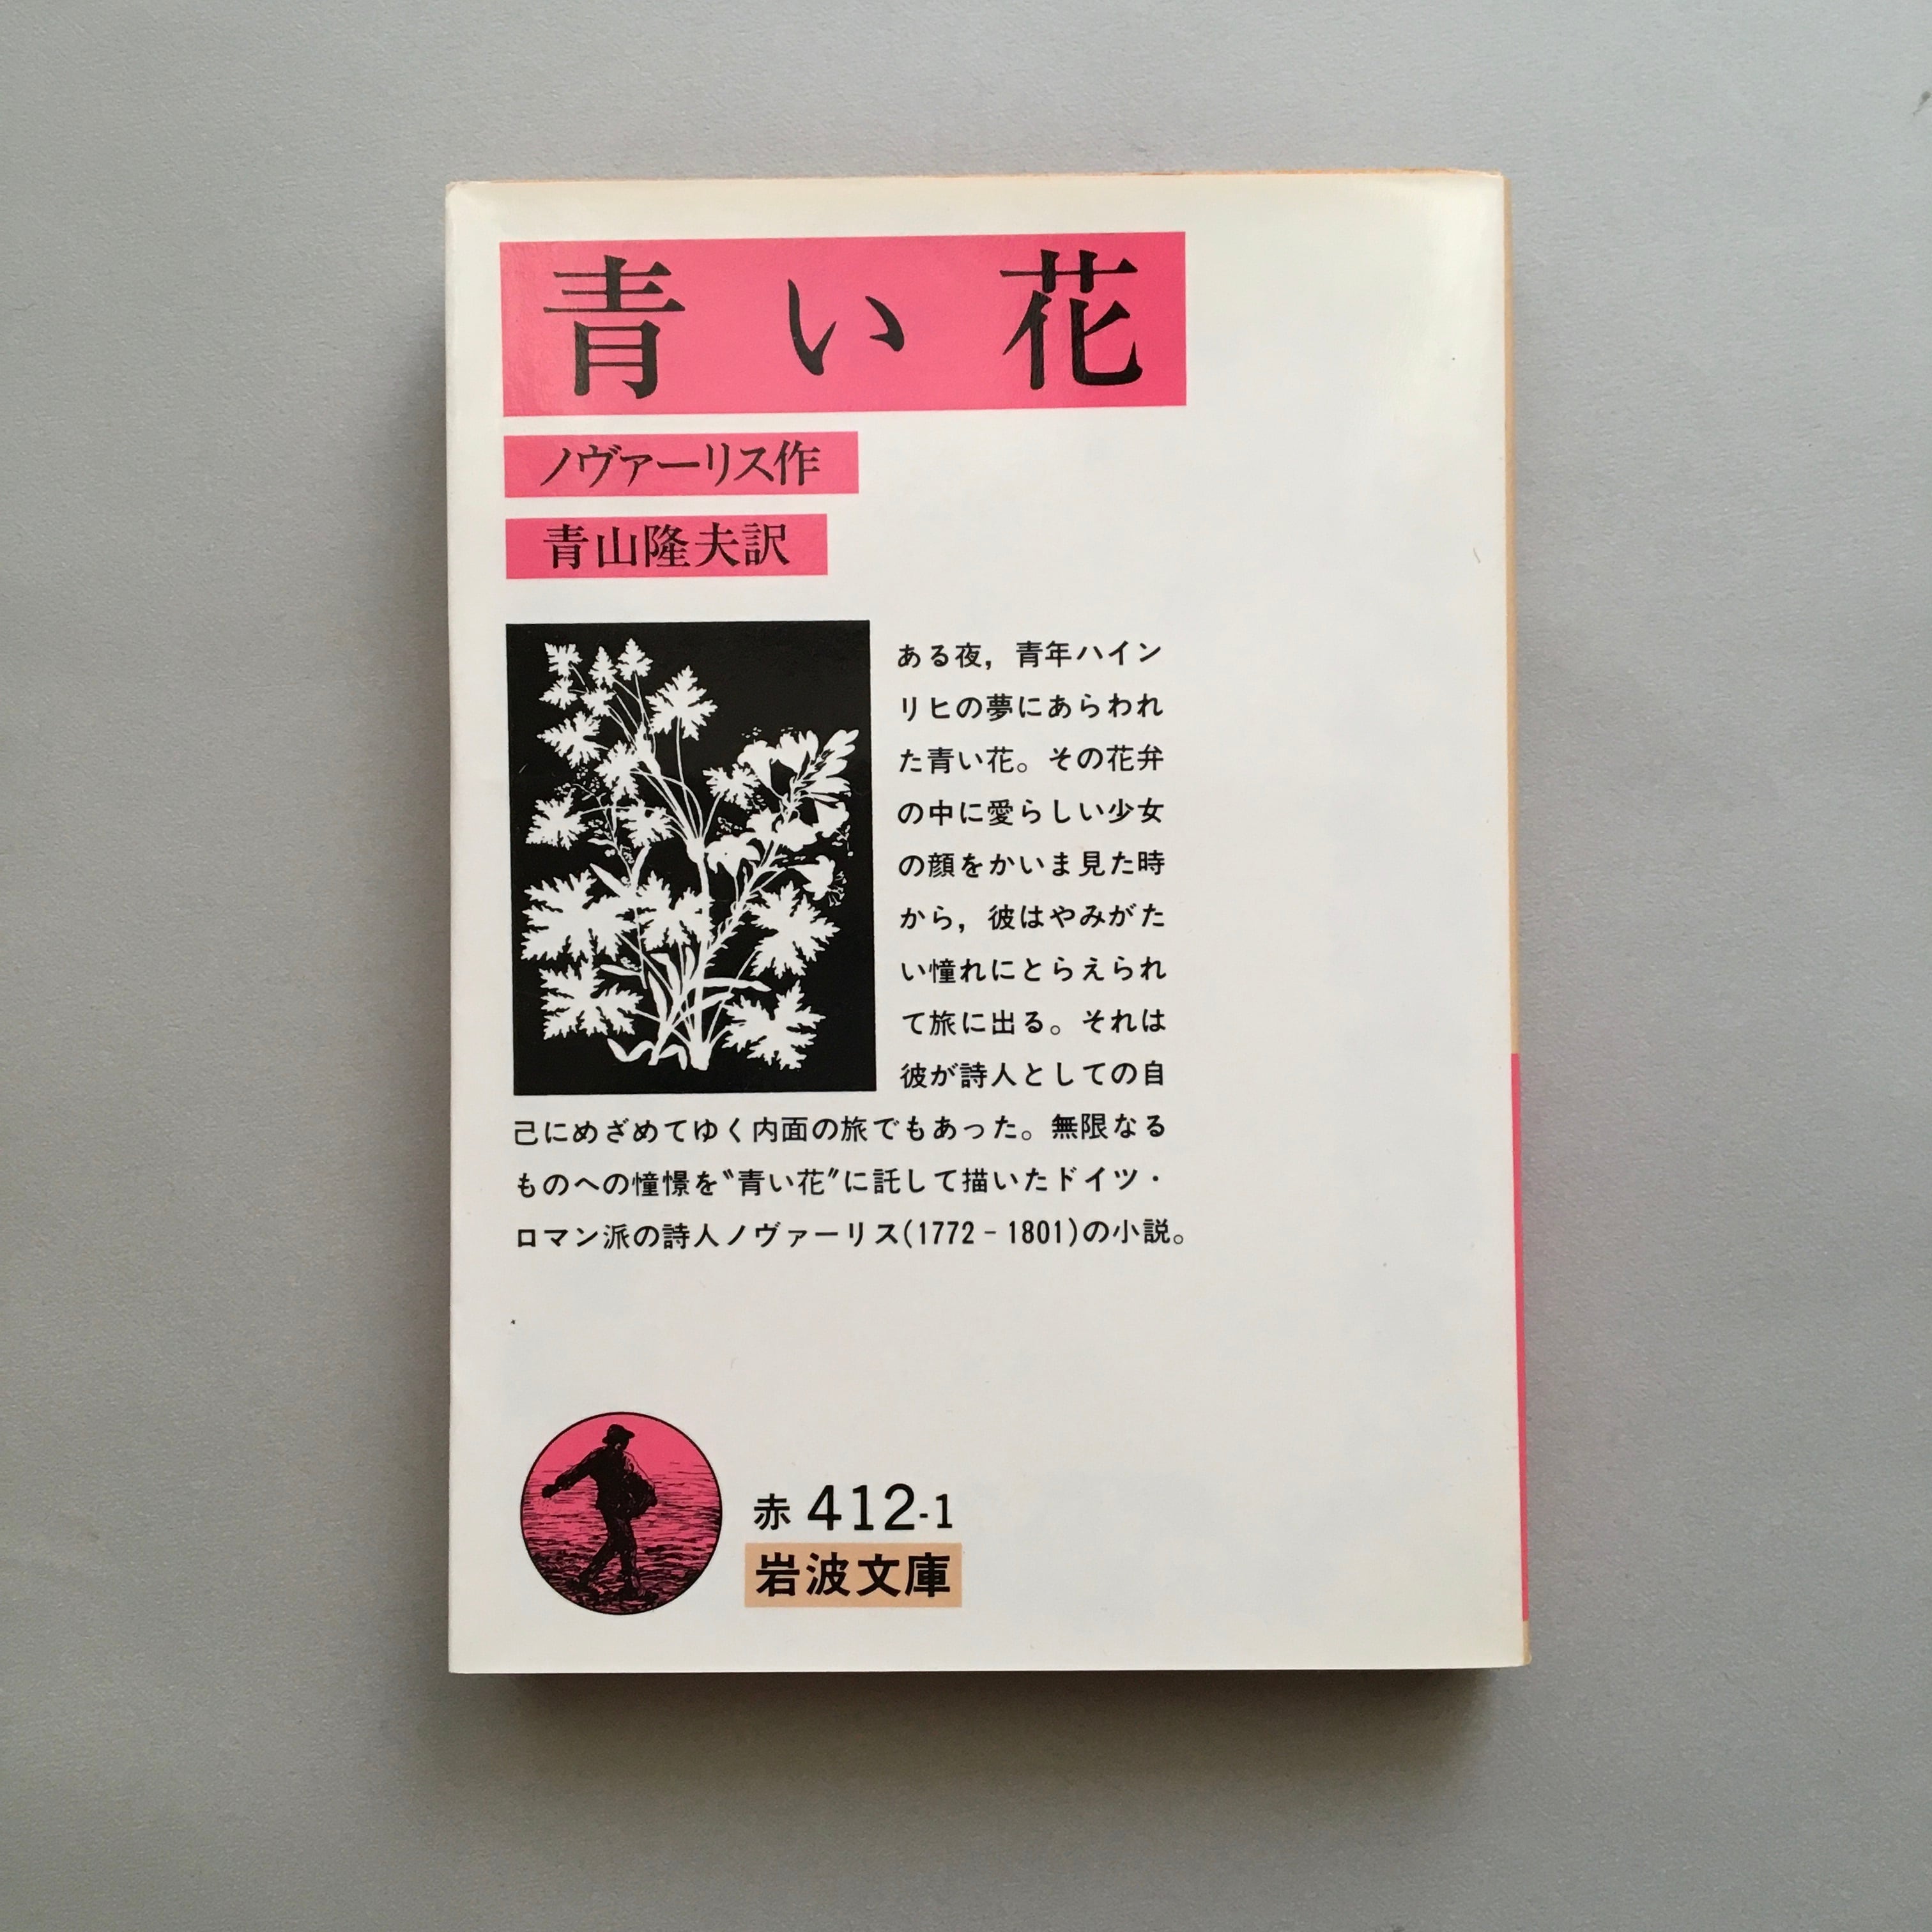 青い花
ノヴァーリス作
青山隆夫訳
ある夜，青年ハイン
リヒの夢にあらわれ
た青い花。その花弁
の中に愛らしい少女
の顔をかいま見た時
から，彼はやみがた
い憧れにとらえられ
て旅に出る。それは
彼が詩人としての自
己にめざめてゆく内面の旅でもあった。無限なる
ものへの憧憬を〝青い花〟に託して描いたドイツ・
ロマン派の詩人ノヴァーリス(1772‐1801)の小説。
赤 412-1
岩波文庫